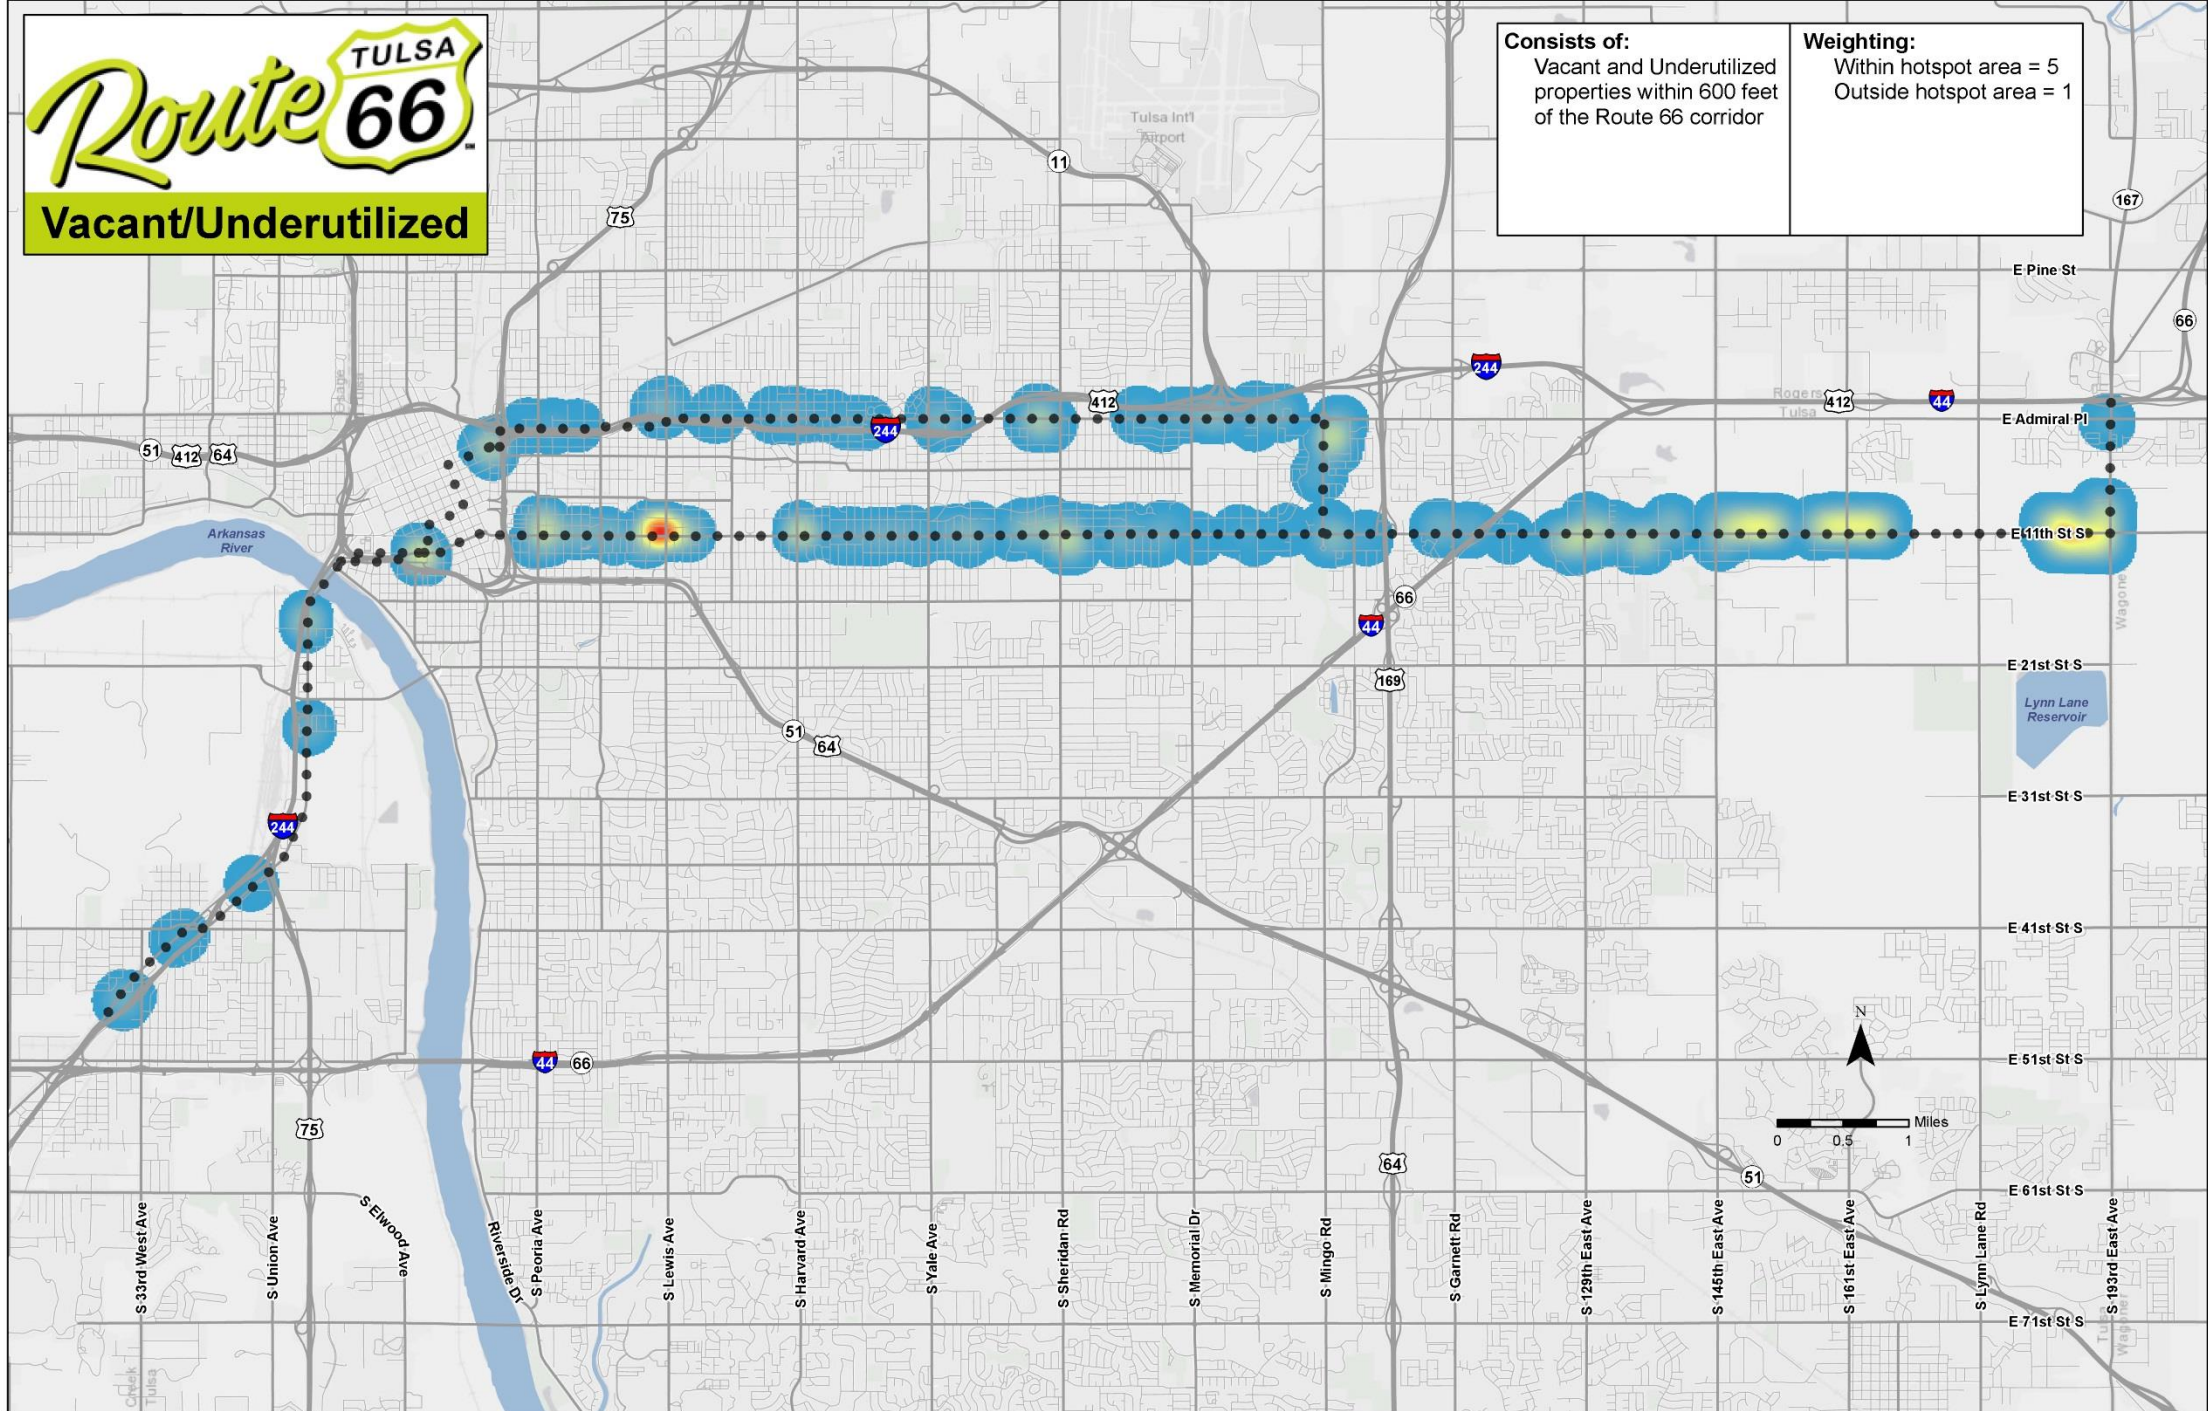 Route
TULSA
66
Vacant/Underutilized
Consists of:
Vacant and Underutilized
properties within 600 feet
of the Route 66 corridor
Weighting:
Within hotspot area = 5
Outside hotspot area = 1
Tulsa Int'l
Airport
11
75
167
E Pine St
66
244
412
Rogers
Tulsa
412
44
E Admiral Pl
244
Osage
51
412
64
Arkansas
River
E 11th St S
66
44
Wagoner
E 21st St S
169
Lynn Lane
Reservoir
51
64
E 31st St S
244
E 41st St S
N
44
66
E 51st St S
75
Miles
0
0.5
1
64
51
E 61st St S
S 33rd West Ave
S Union Ave
S Elwood Ave
Riverside Dr
S Peoria Ave
S Lewis Ave
S Harvard Ave
S Yale Ave
S Sheridan Rd
S Memorial Dr
S Mingo Rd
S Garnett Rd
S 129th East Ave
S 145th East Ave
S 161st East Ave
S Lynn Lane Rd
S 193rd East Ave
E 71st St S
Creek
Tulsa
Tulsa
Wagoner